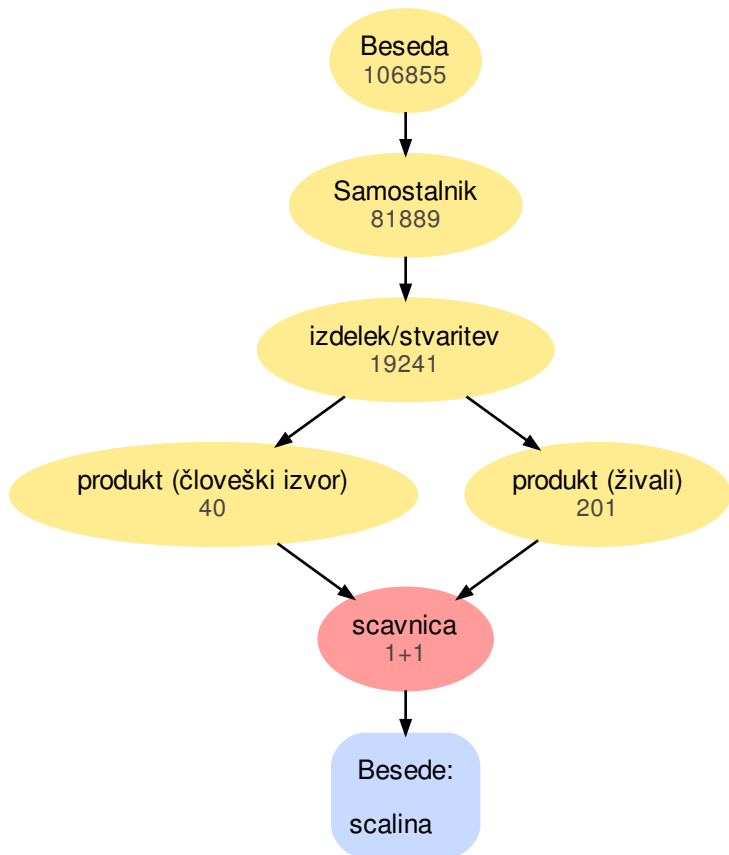 Beseda
106855
Samostalnik
81889
izdelek/stvaritev
19241
produkt (človeški izvor)
40
produkt (živali)
201
scavnica
1+1
Besede:
scalina